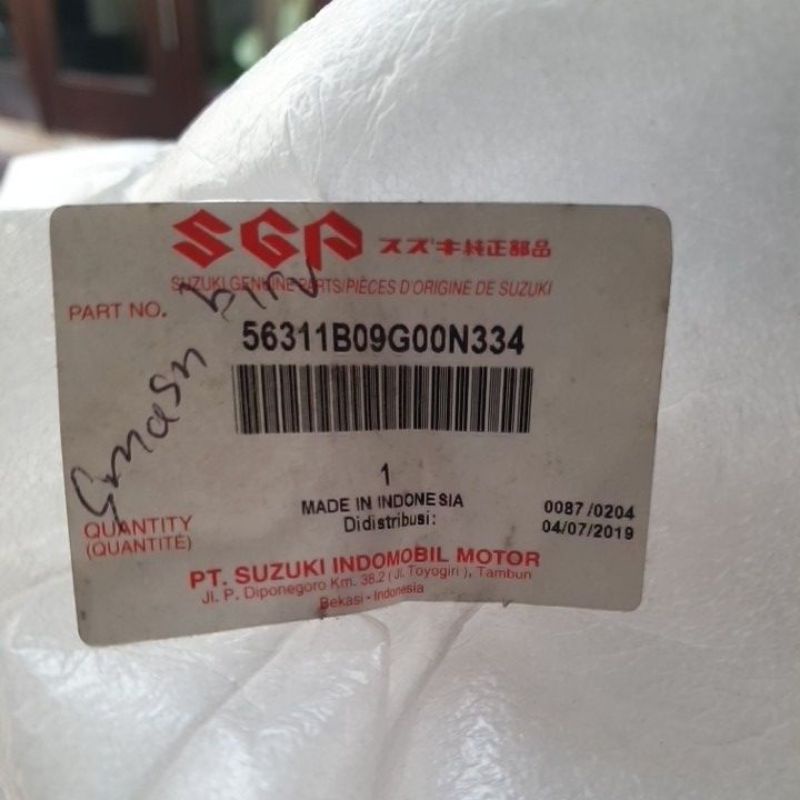 SGP スズキ純正部品
SUZUKI GENUINE PARTS/PIÈCES D'ORIGINE DE SUZUKI
PART NO.
56311B09G00N334
1
MADE IN INDONESIA
Didistribusi:
0087 /0204
04/07/2019
QUANTITY
(QUANTITÉ)
PT. SUZUKI INDOMOBIL MOTOR
Jl. P. Diponegoro Km. 38.2 ( Jl. Toyogiri ), Tambun
Bekasi - Indonesia